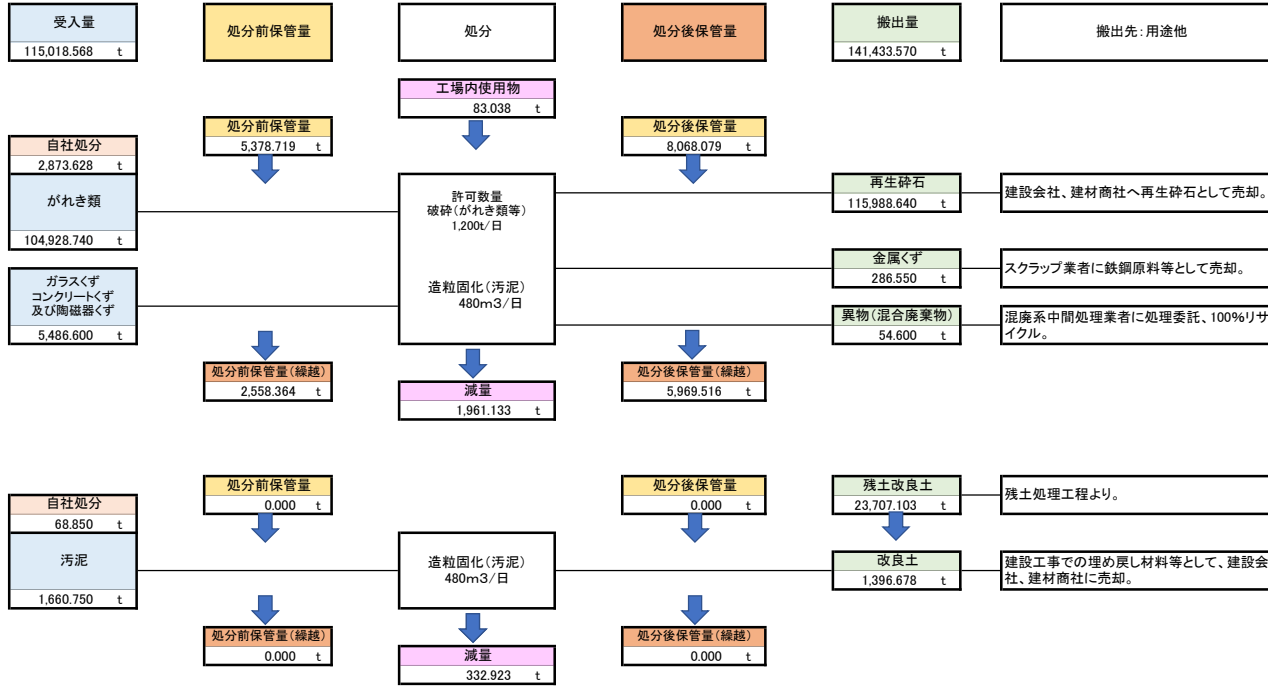 受入量
115,018.568 t
処分前保管量
処分
処分後保管量
搬出量
141,433.570 t
搬出先：用途他
工場内使用物
83.038 t
処分前保管量
5,378.719 t
処分後保管量
8,068.079 t
自社処分
2,873.628 t
がれき類
104,928.740 t
許可数量
破砕（がれき類等）
1,200t/日
造粒固化（汚泥）
480m3/日
再生砕石
115,988.640 t
建設会社、建材商社へ再生砕石として売却。
金属くず
286.550 t
スクラップ業者に鉄鋼原料等として売却。
ガラスくず
コンクリートくず
及び陶磁器くず
5,486.600 t
異物（混合廃棄物）
54.600 t
混廃系中間処理業者に処理委託、100%リサ
イクル。
処分前保管量（繰越）
2,558.364 t
減量
1,961.133 t
処分後保管量（繰越）
5,969.516 t
処分前保管量
0.000 t
処分後保管量
0.000 t
残土改良土
23,707.103 t
残土処理工程より。
自社処分
68.850 t
汚泥
1,660.750 t
造粒固化（汚泥）
480m3/日
改良土
1,396.678 t
建設工事での埋め戻し材料等として、建設会
社、建材商社に売却。
処分前保管量（繰越）
0.000 t
減量
332.923 t
処分後保管量（繰越）
0.000 t